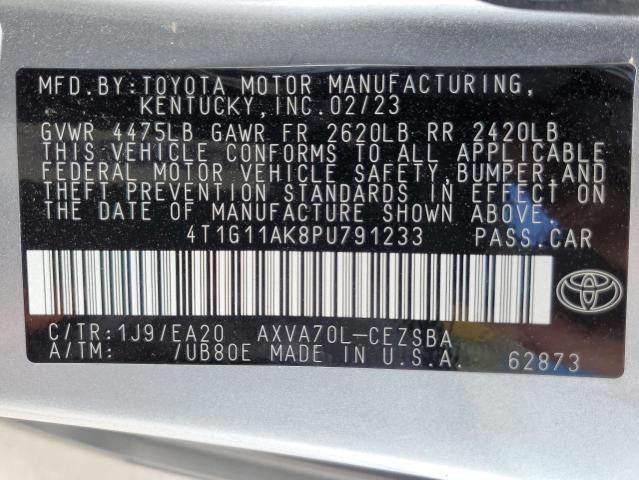 MFD.BY:TOYOTA MOTOR MANUFACTURING,
KENTUCKY,INC.02/23
GVWR 4475LB GAWR FR 2620LB RR 2420LB
THIS VEHICLE CONFORMS TO ALL APPLICABLE
FEDERAL MOTOR VEHICLE SAFETY,BUMPER,AND
THEFT PREVENTION STANDARDS IN EFFECT ON
THE DATE OF MANUFACTURE SHOWN ABOVE.
4T1G11AK8PU791233 PASS.CAR
C/TR:1J9/EA20 AXVA70L-CEZSBA
A/TM: /UB80E MADE IN U.S.A. 62873